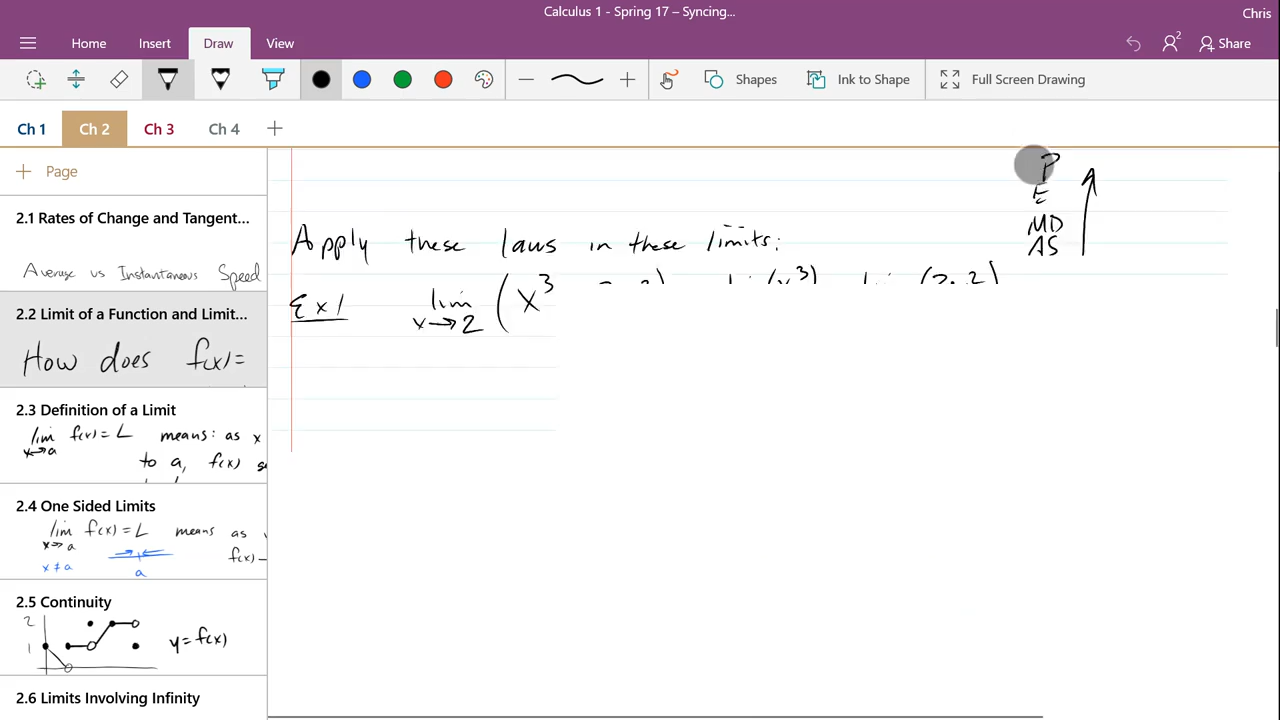 Calculus 1 - Spring 17 – Syncing...
Chris
Home Insert Draw View
2
Share
Shapes
Ink to Shape
Full Screen Drawing
Ch 1 Ch 2 Ch 3 Ch 4
Page
2.1 Rates of Change and Tangent...
Average vs Instantaneous Speed
2.2 Limit of a Function and Limit...
How does f(x)=
2.3 Definition of a Limit
lim f(x) = L means: as x
x→a
to a, f(x)
2.4 One Sided Limits
lim f(x) = L means as
x→a
f(x)
x≠a
a
2.5 Continuity
2
1
y = f(x)
2.6 Limits Involving Infinity
P
E
MD
AS
Apply these laws in these limits:
Ex1 lim (x³
x→2